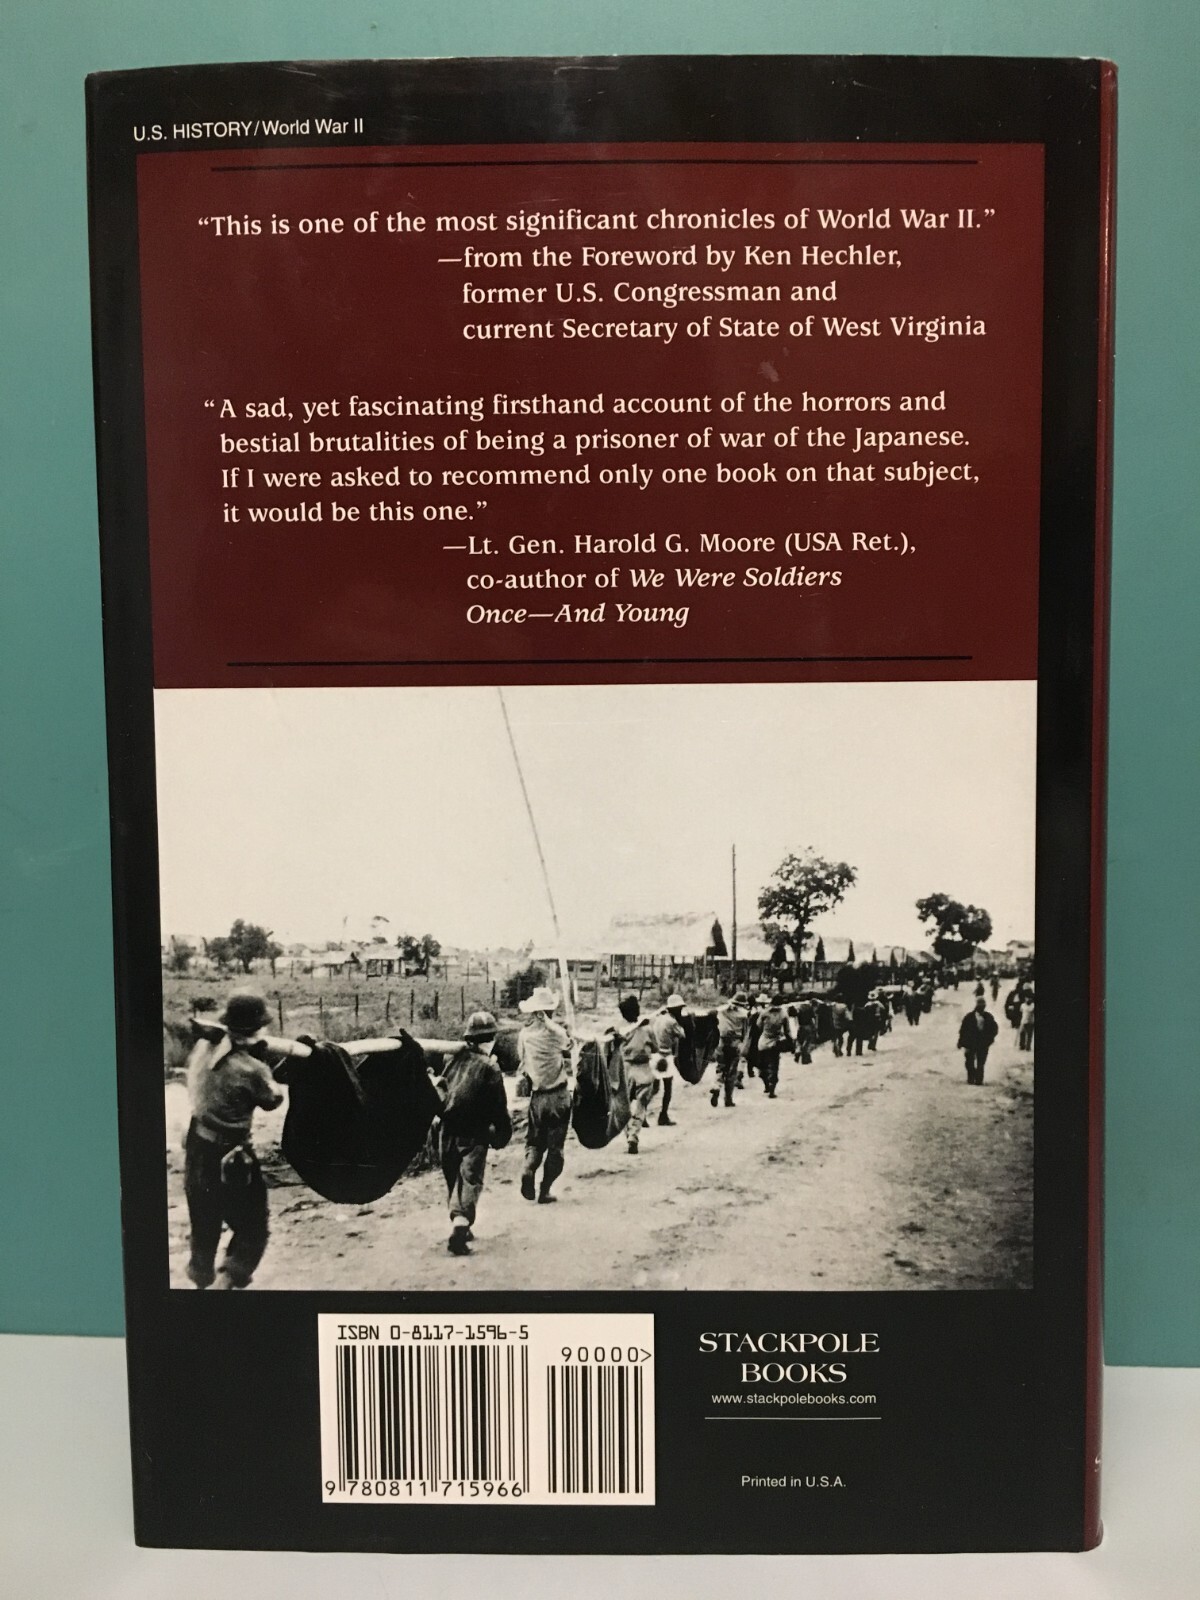 U.S. HISTORY/World War II
“This is one of the most significant chronicles of World War II.”
—from the Foreword by Ken Hechler,
former U.S. Congressman and
current Secretary of State of West Virginia
“A sad, yet fascinating firsthand account of the horrors and
bestial brutalities of being a prisoner of war of the Japanese.
If I were asked to recommend only one book on that subject,
it would be this one.”
—Lt. Gen. Harold G. Moore (USA Ret.),
co-author of We Were Soldiers
Once—And Young
ISBN 0-8117-1596-5
90000>
9 780811 715966
STACKPOLE
BOOKS
www.stackpolebooks.com
Printed in U.S.A.